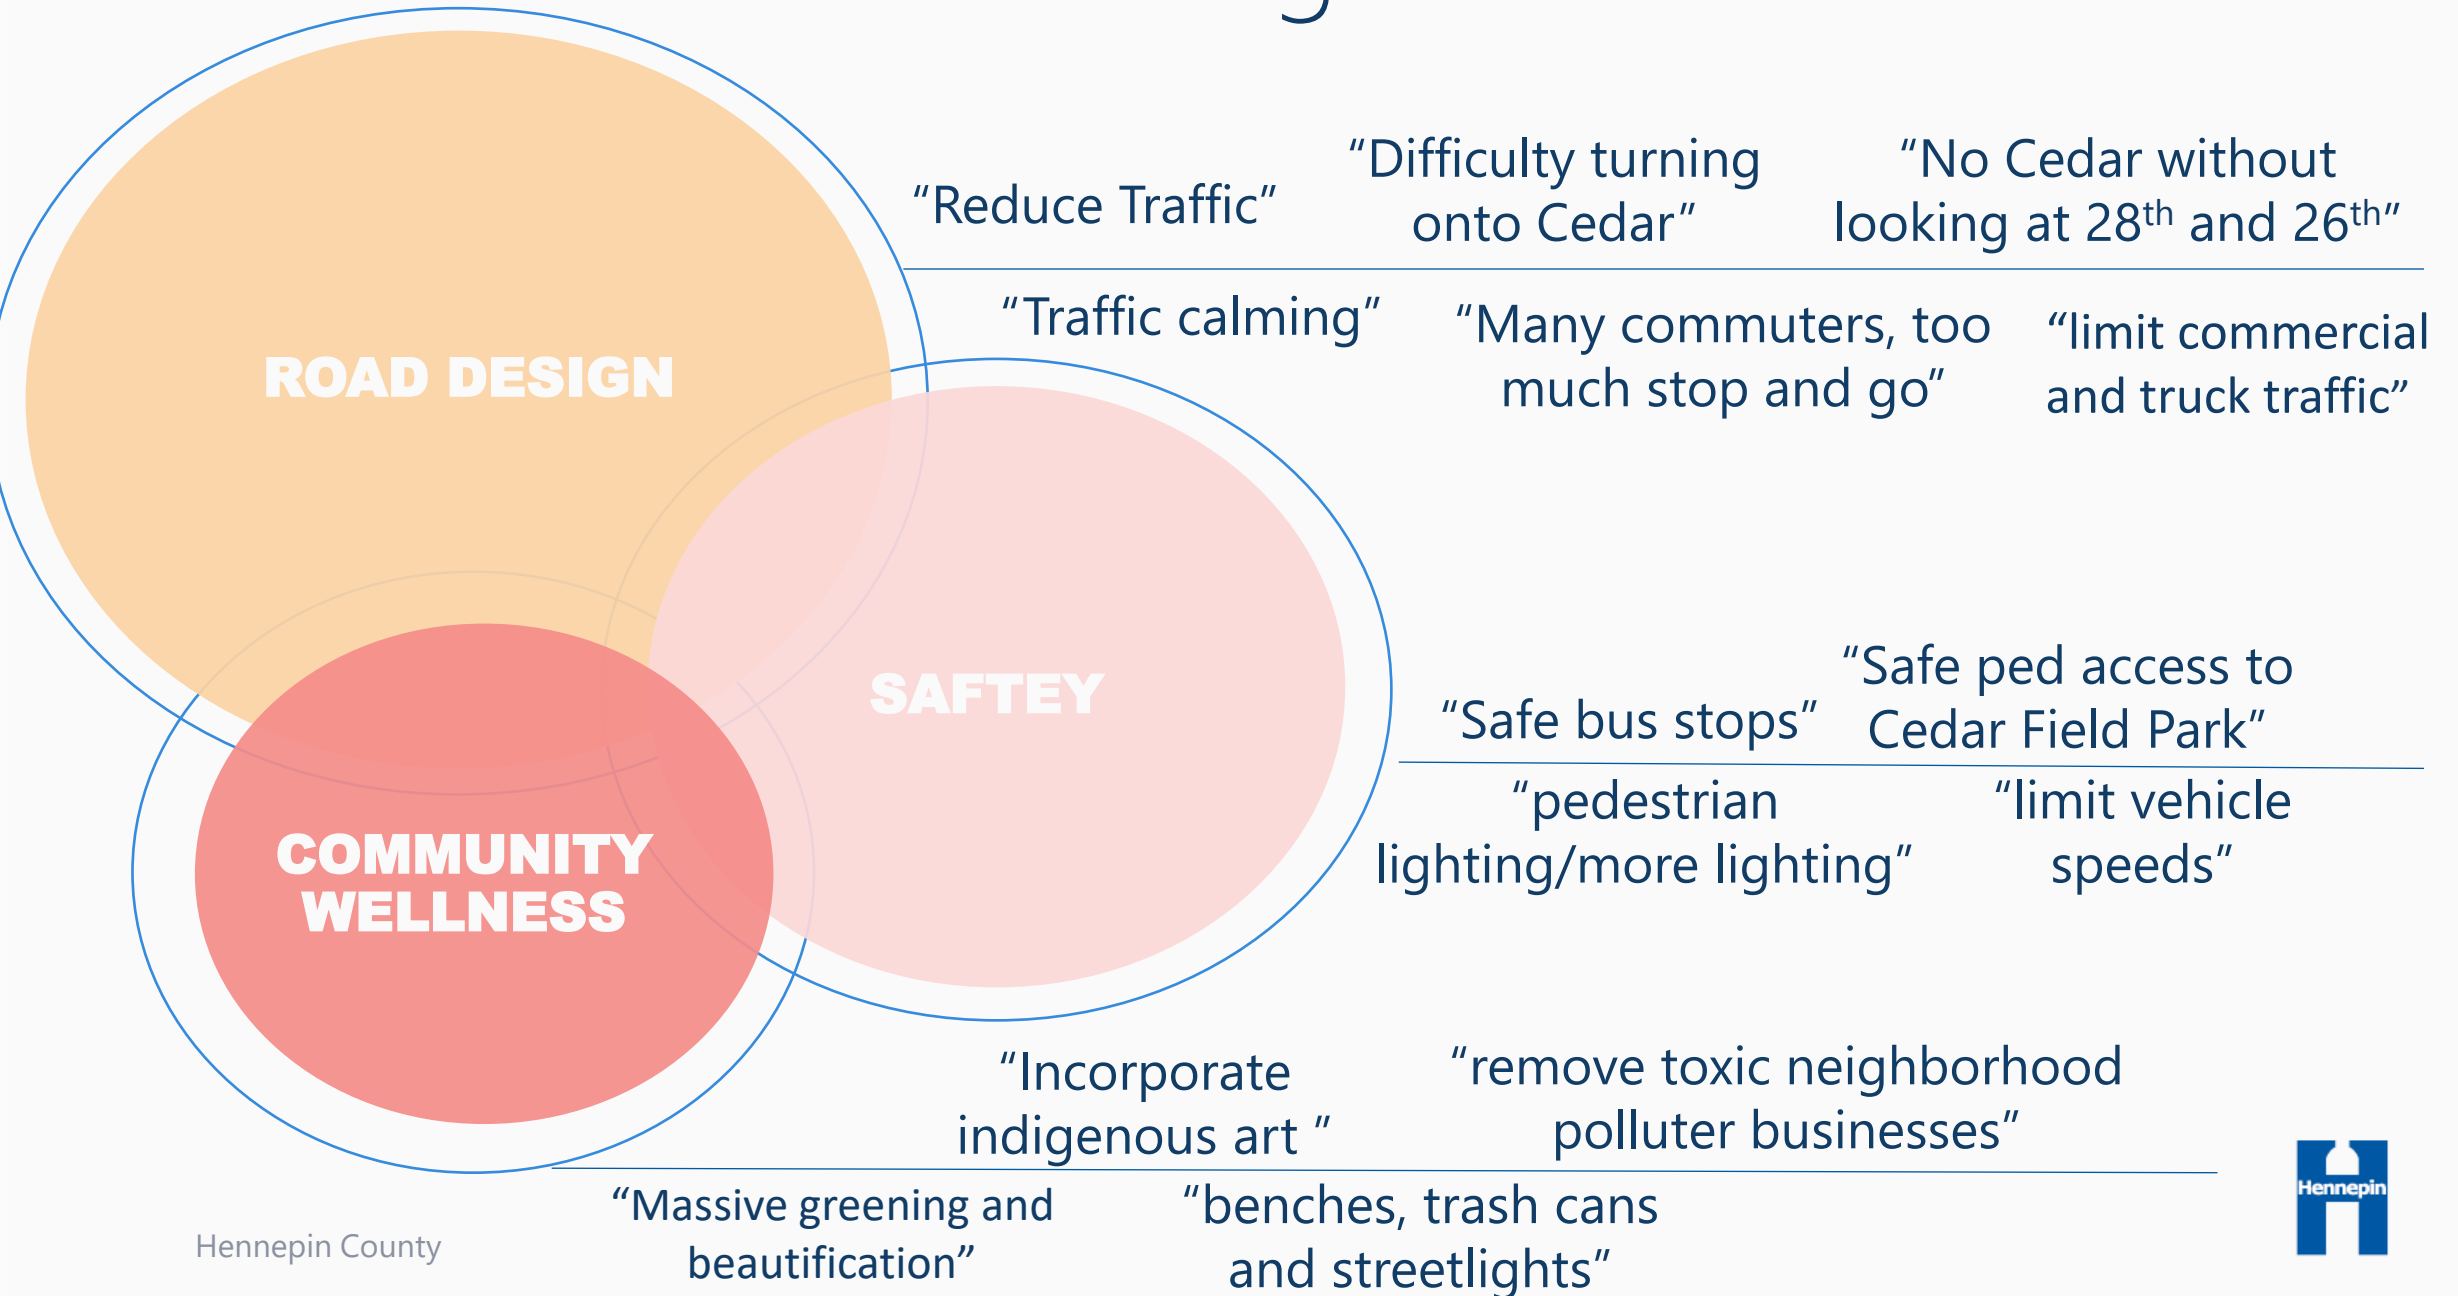 ROAD DESIGN
“Reduce Traffic”
“Difficulty turning
onto Cedar”
“No Cedar without
looking at 28th and 26th”
“Traffic calming”
“Many commuters, too
much stop and go”
“limit commercial
and truck traffic”
SAFTEY
“Safe bus stops”
“Safe ped access to
Cedar Field Park”
“pedestrian
lighting/more lighting”
“limit vehicle
speeds”
COMMUNITY
WELLNESS
“Incorporate
indigenous art ”
“remove toxic neighborhood
polluter businesses”
“Massive greening and
beautification”
“benches, trash cans
and streetlights”
Hennepin County
Hennepin